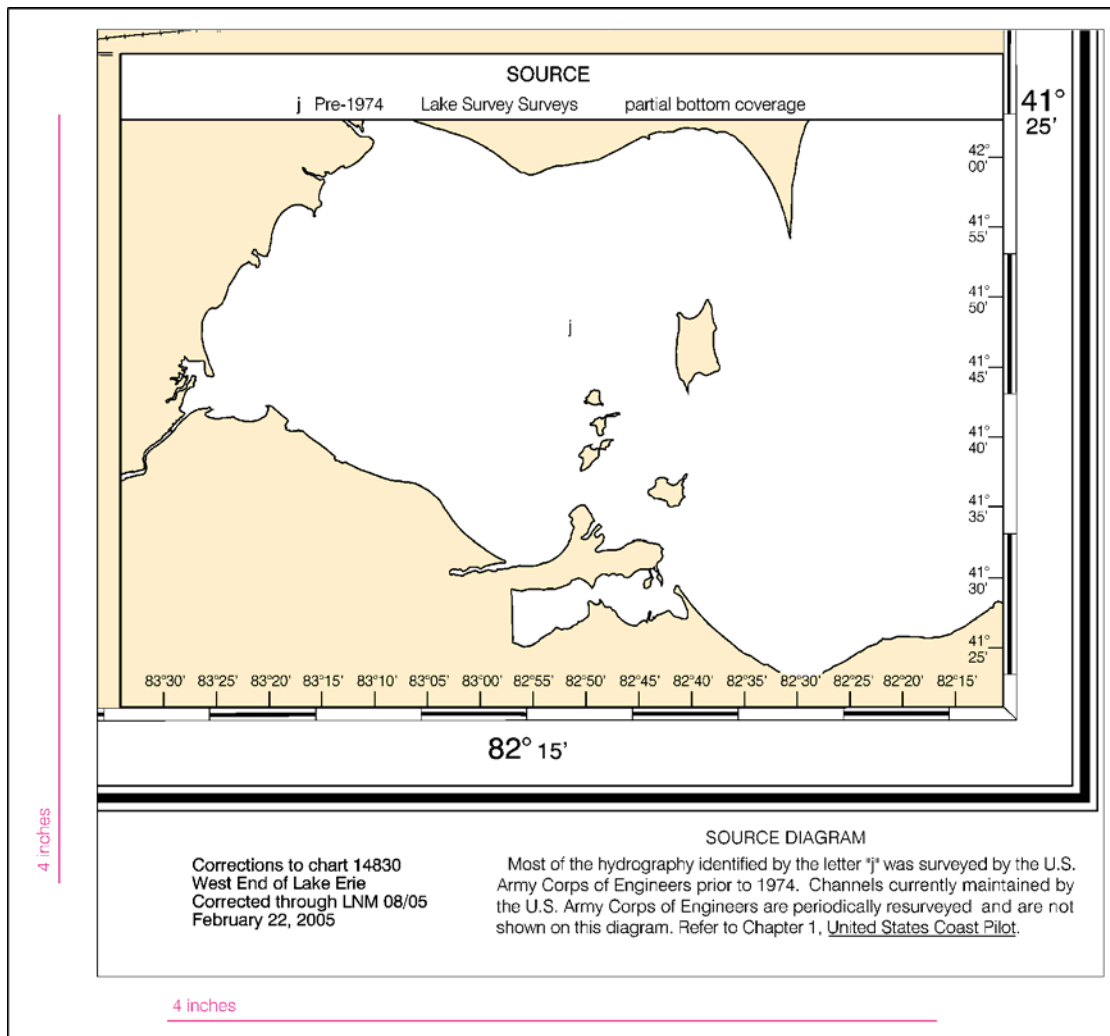 SOURCE
j Pre-1974 Lake Survey Surveys partial bottom coverage
41°
25'
42°
00'
41°
55'
41°
50'
j
41°
45'
41°
40'
41°
35'
41°
30'
41°
25'
83°30' 83°25' 83°20' 83°15' 83°10' 83°05' 83°00' 82°55' 82°50' 82°45' 82°40' 82°35' 82°30' 82°25' 82°20' 82°15'
82° 15'
4 inches
Corrections to chart 14830
West End of Lake Erie
Corrected through LNM 08/05
February 22, 2005
SOURCE DIAGRAM
Most of the hydrography identified by the letter "j" was surveyed by the U.S.
Army Corps of Engineers prior to 1974. Channels currently maintained by
the U.S. Army Corps of Engineers are periodically resurveyed and are not
shown on this diagram. Refer to Chapter 1, United States Coast Pilot.
4 inches